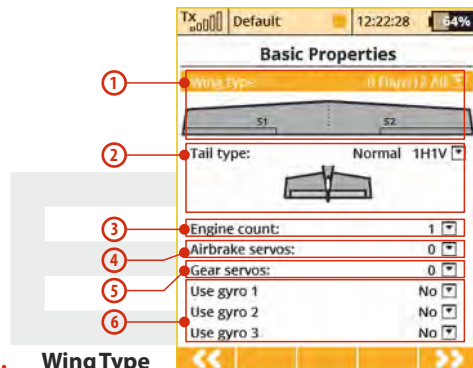 Tx Default 12:22:28 64%
Basic Properties
1 Wing type: 0 Flaps | 2 Ail
S1 S2
2 Tail type: Normal 1H1V
3 Engine count: 1
4 Airbrake servos: 0
5 Gear servos: 0
Use gyro 1 No
6 Use gyro 2 No
Use gyro 3 No
. Wing Type << >>